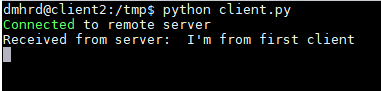 dmhrd@client2:/tmp$ python client.py
Connected to remote server
Received from server:  I'm from first client